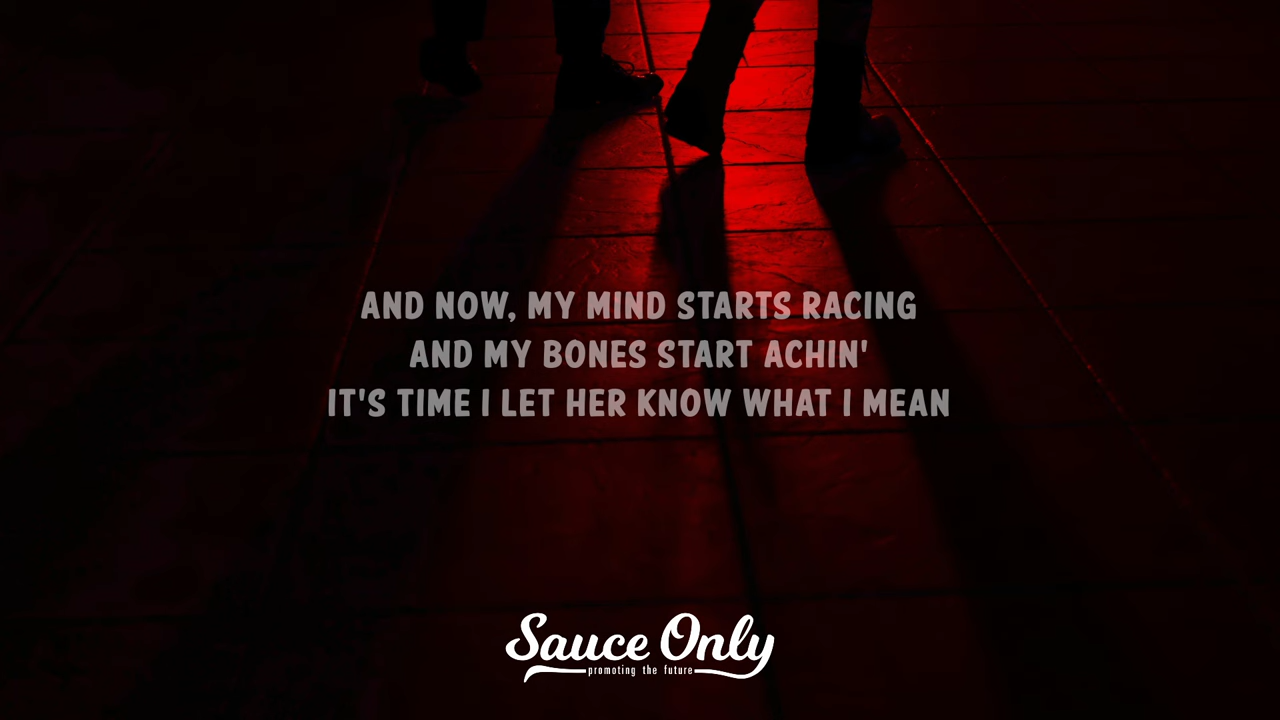 AND NOW, MY MIND STARTS RACING
AND MY BONES START ACHIN'
IT'S TIME I LET HER KNOW WHAT I MEAN
Sauce Only
promoting the future